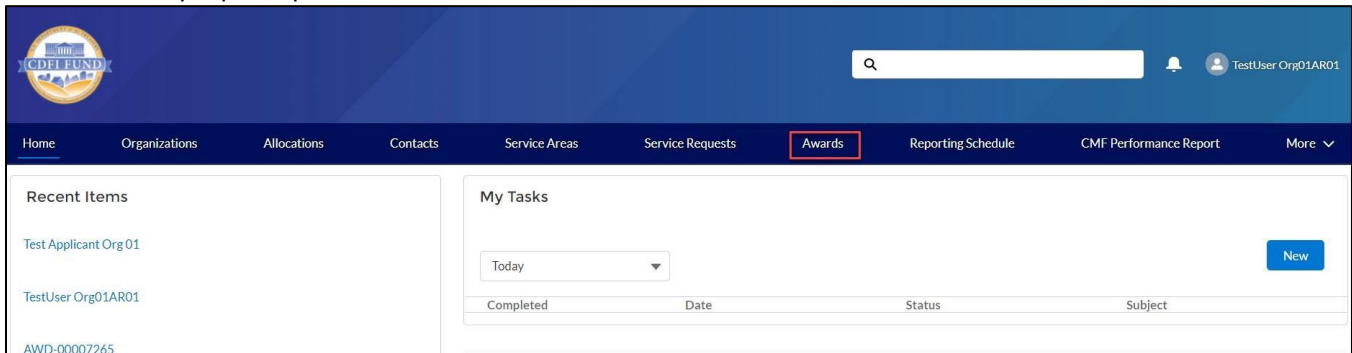 CDFI FUND
TestUser Org01AR01
Home Organizations Allocations Contacts Service Areas Service Requests Awards Reporting Schedule CMF Performance Report More
Recent Items
Test Applicant Org 01
TestUser Org01AR01
AWD-00007265
My Tasks
Today
New
Completed Date Status Subject